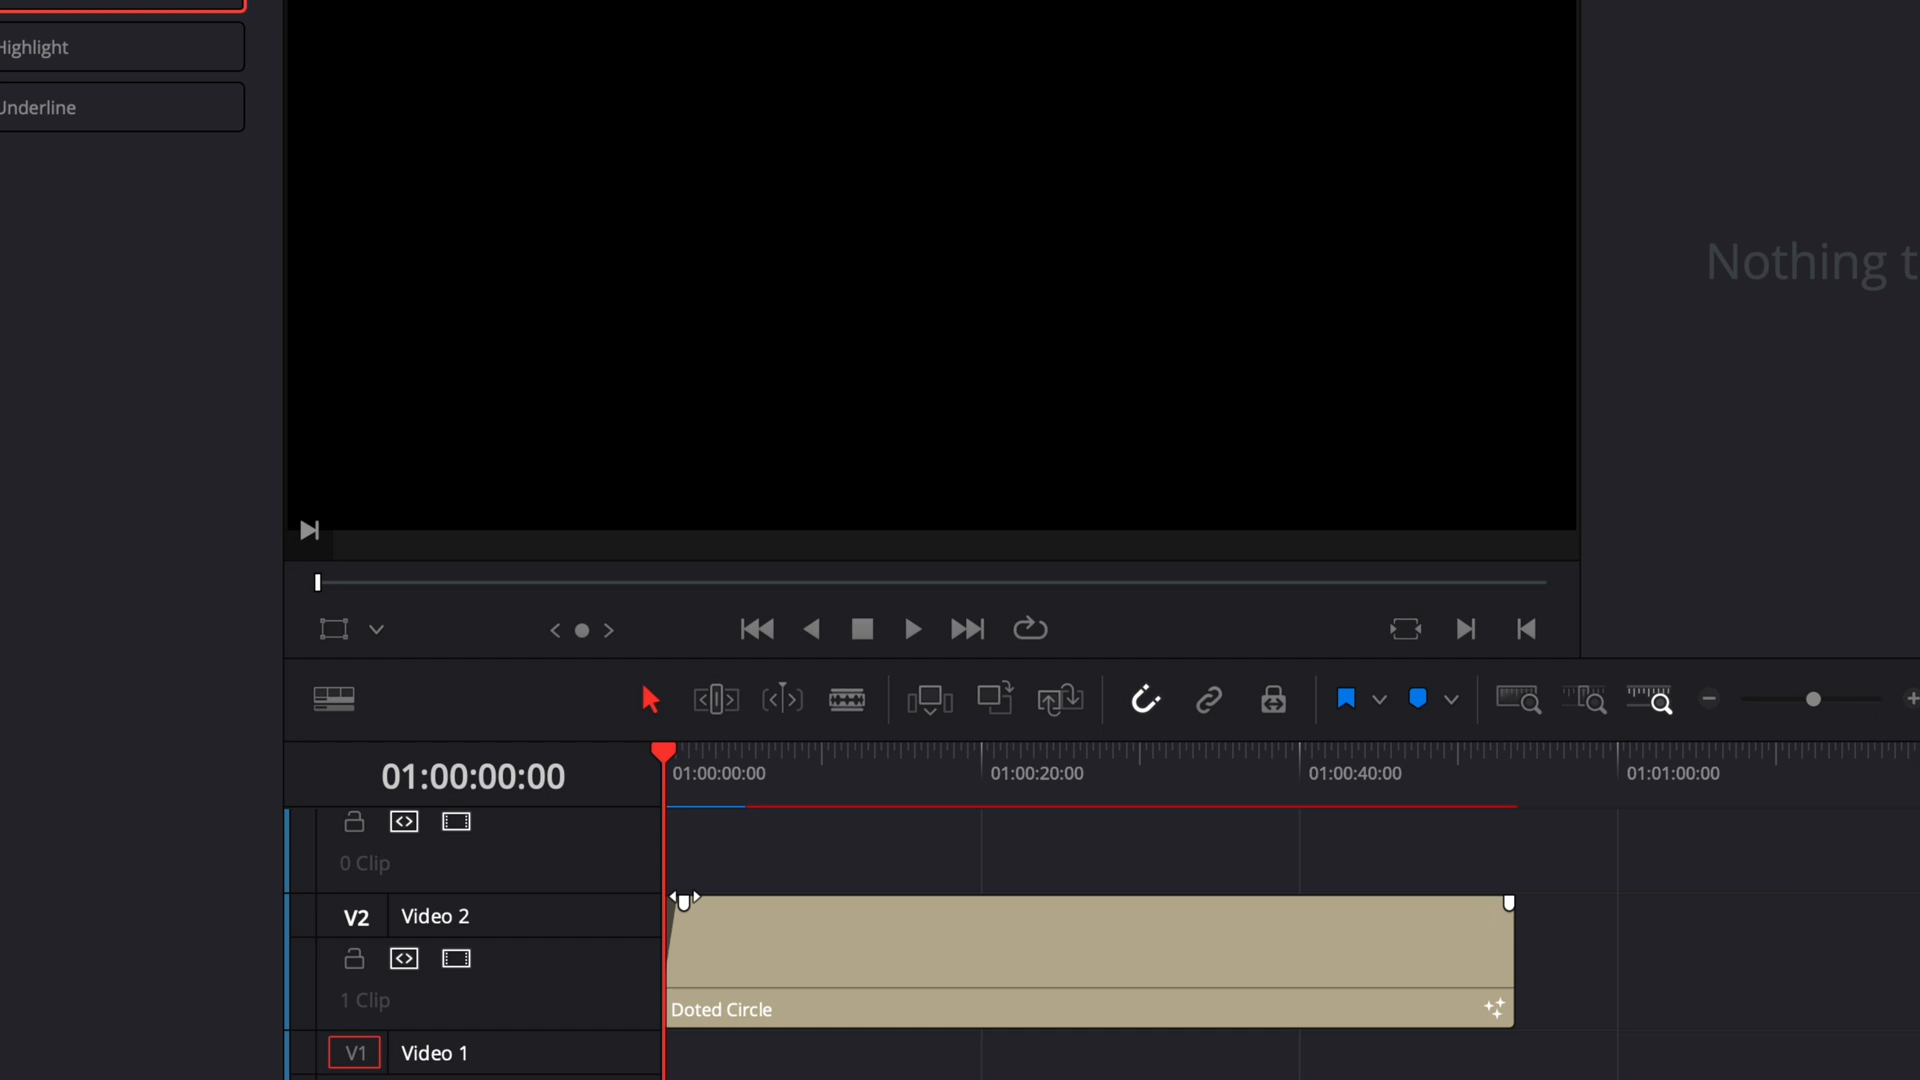 Highlight
Underline
Nothing t
01:00:00:00
01:00:00:00
01:00:20:00
01:00:40:00
01:01:00:00
0 Clip
V2
Video 2
1 Clip
Doted Circle
V1
Video 1